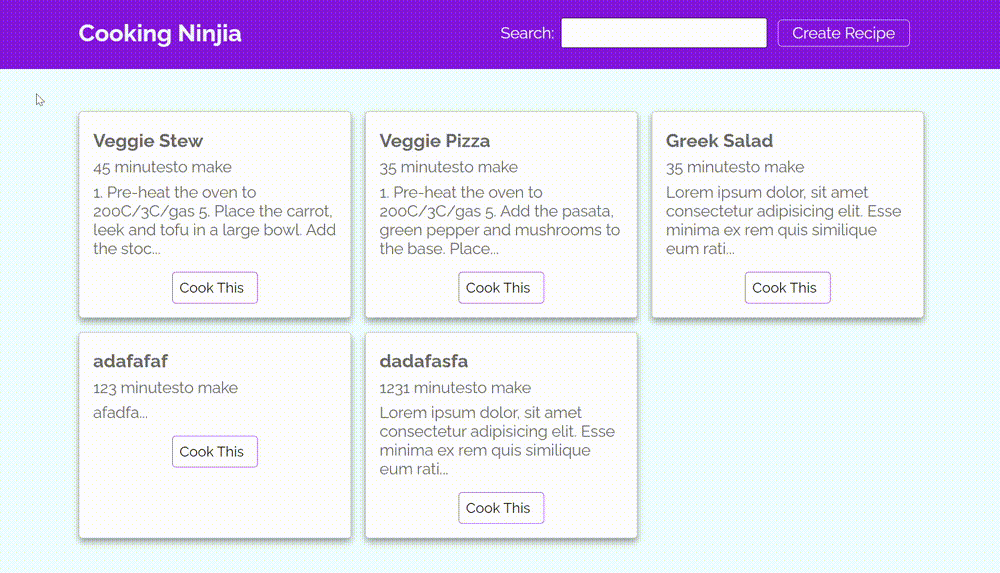 Cooking Ninjia
Search:
Create Recipe
Veggie Stew
45 minutesto make
1. Pre-heat the oven to
200C/3C/gas 5. Place the carrot,
leek and tofu in a large bowl. Add
the stoc...
Cook This
Veggie Pizza
35 minutesto make
1. Pre-heat the oven to
200C/3C/gas 5. Add the pasata,
green pepper and mushrooms to
the base. Place...
Cook This
Greek Salad
35 minutesto make
Lorem ipsum dolor, sit amet
consectetur adipisicing elit. Esse
minima ex rem quis similique
eum rati...
Cook This
adafafaf
123 minutesto make
afadfa...
Cook This
dadafasfa
1231 minutesto make
Lorem ipsum dolor, sit amet
consectetur adipisicing elit. Esse
minima ex rem quis similique
eum rati...
Cook This